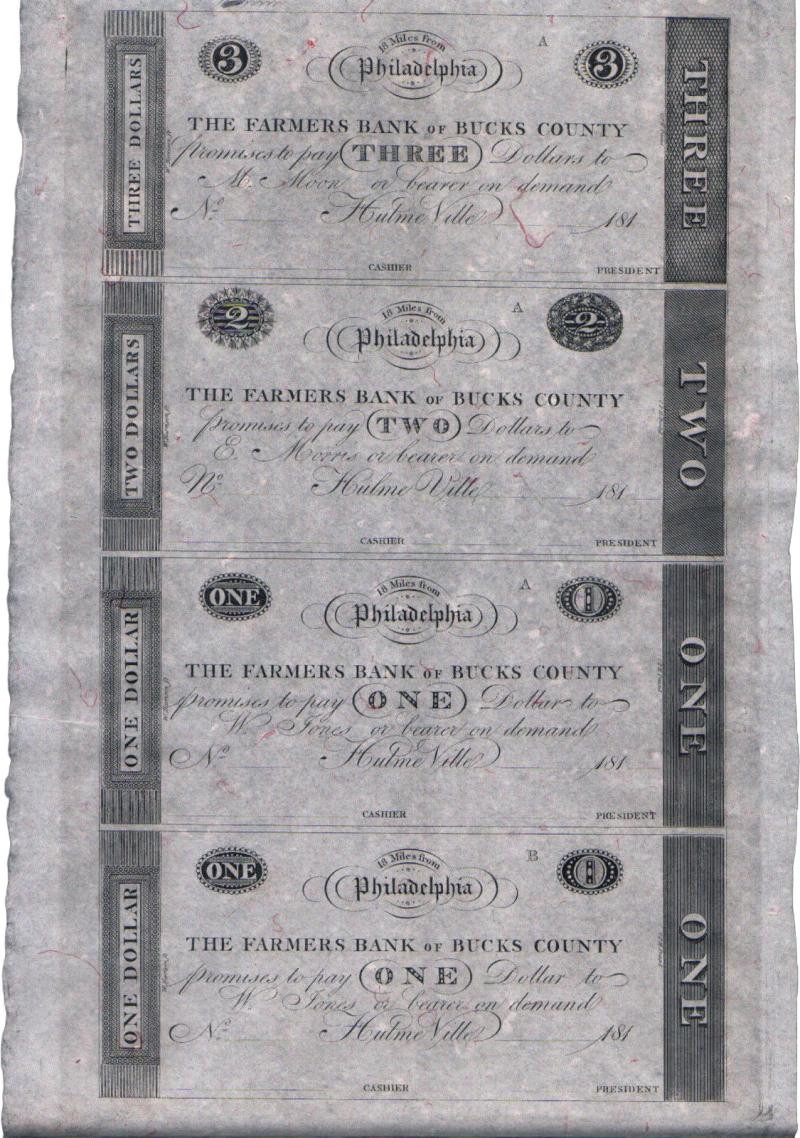 THREE DOLLARS
3
18 Miles from
A
3
Philadelphia
THE FARMERS BANK OF BUCKS COUNTY
promises to pay THREE Dollars to
M. Moon or bearer on demand
No. Hulme Ville 181
CASHIER PRESIDENT
THREE
TWO DOLLARS
2
18 Miles from
A
2
Philadelphia
THE FARMERS BANK OF BUCKS COUNTY
promises to pay TWO Dollars to
E. Morris or bearer on demand
No. Hulme Ville 181
CASHIER PRESIDENT
TWO
ONE DOLLAR
ONE
18 Miles from
A
1
Philadelphia
THE FARMERS BANK OF BUCKS COUNTY
promises to pay ONE Dollar to
W. Jones or bearer on demand
No. Hulme Ville 181
CASHIER PRESIDENT
ONE
ONE DOLLAR
ONE
18 Miles from
B
1
Philadelphia
THE FARMERS BANK OF BUCKS COUNTY
promises to pay ONE Dollar to
W. Jones or bearer on demand
No. Hulme Ville 181
CASHIER PRESIDENT
ONE